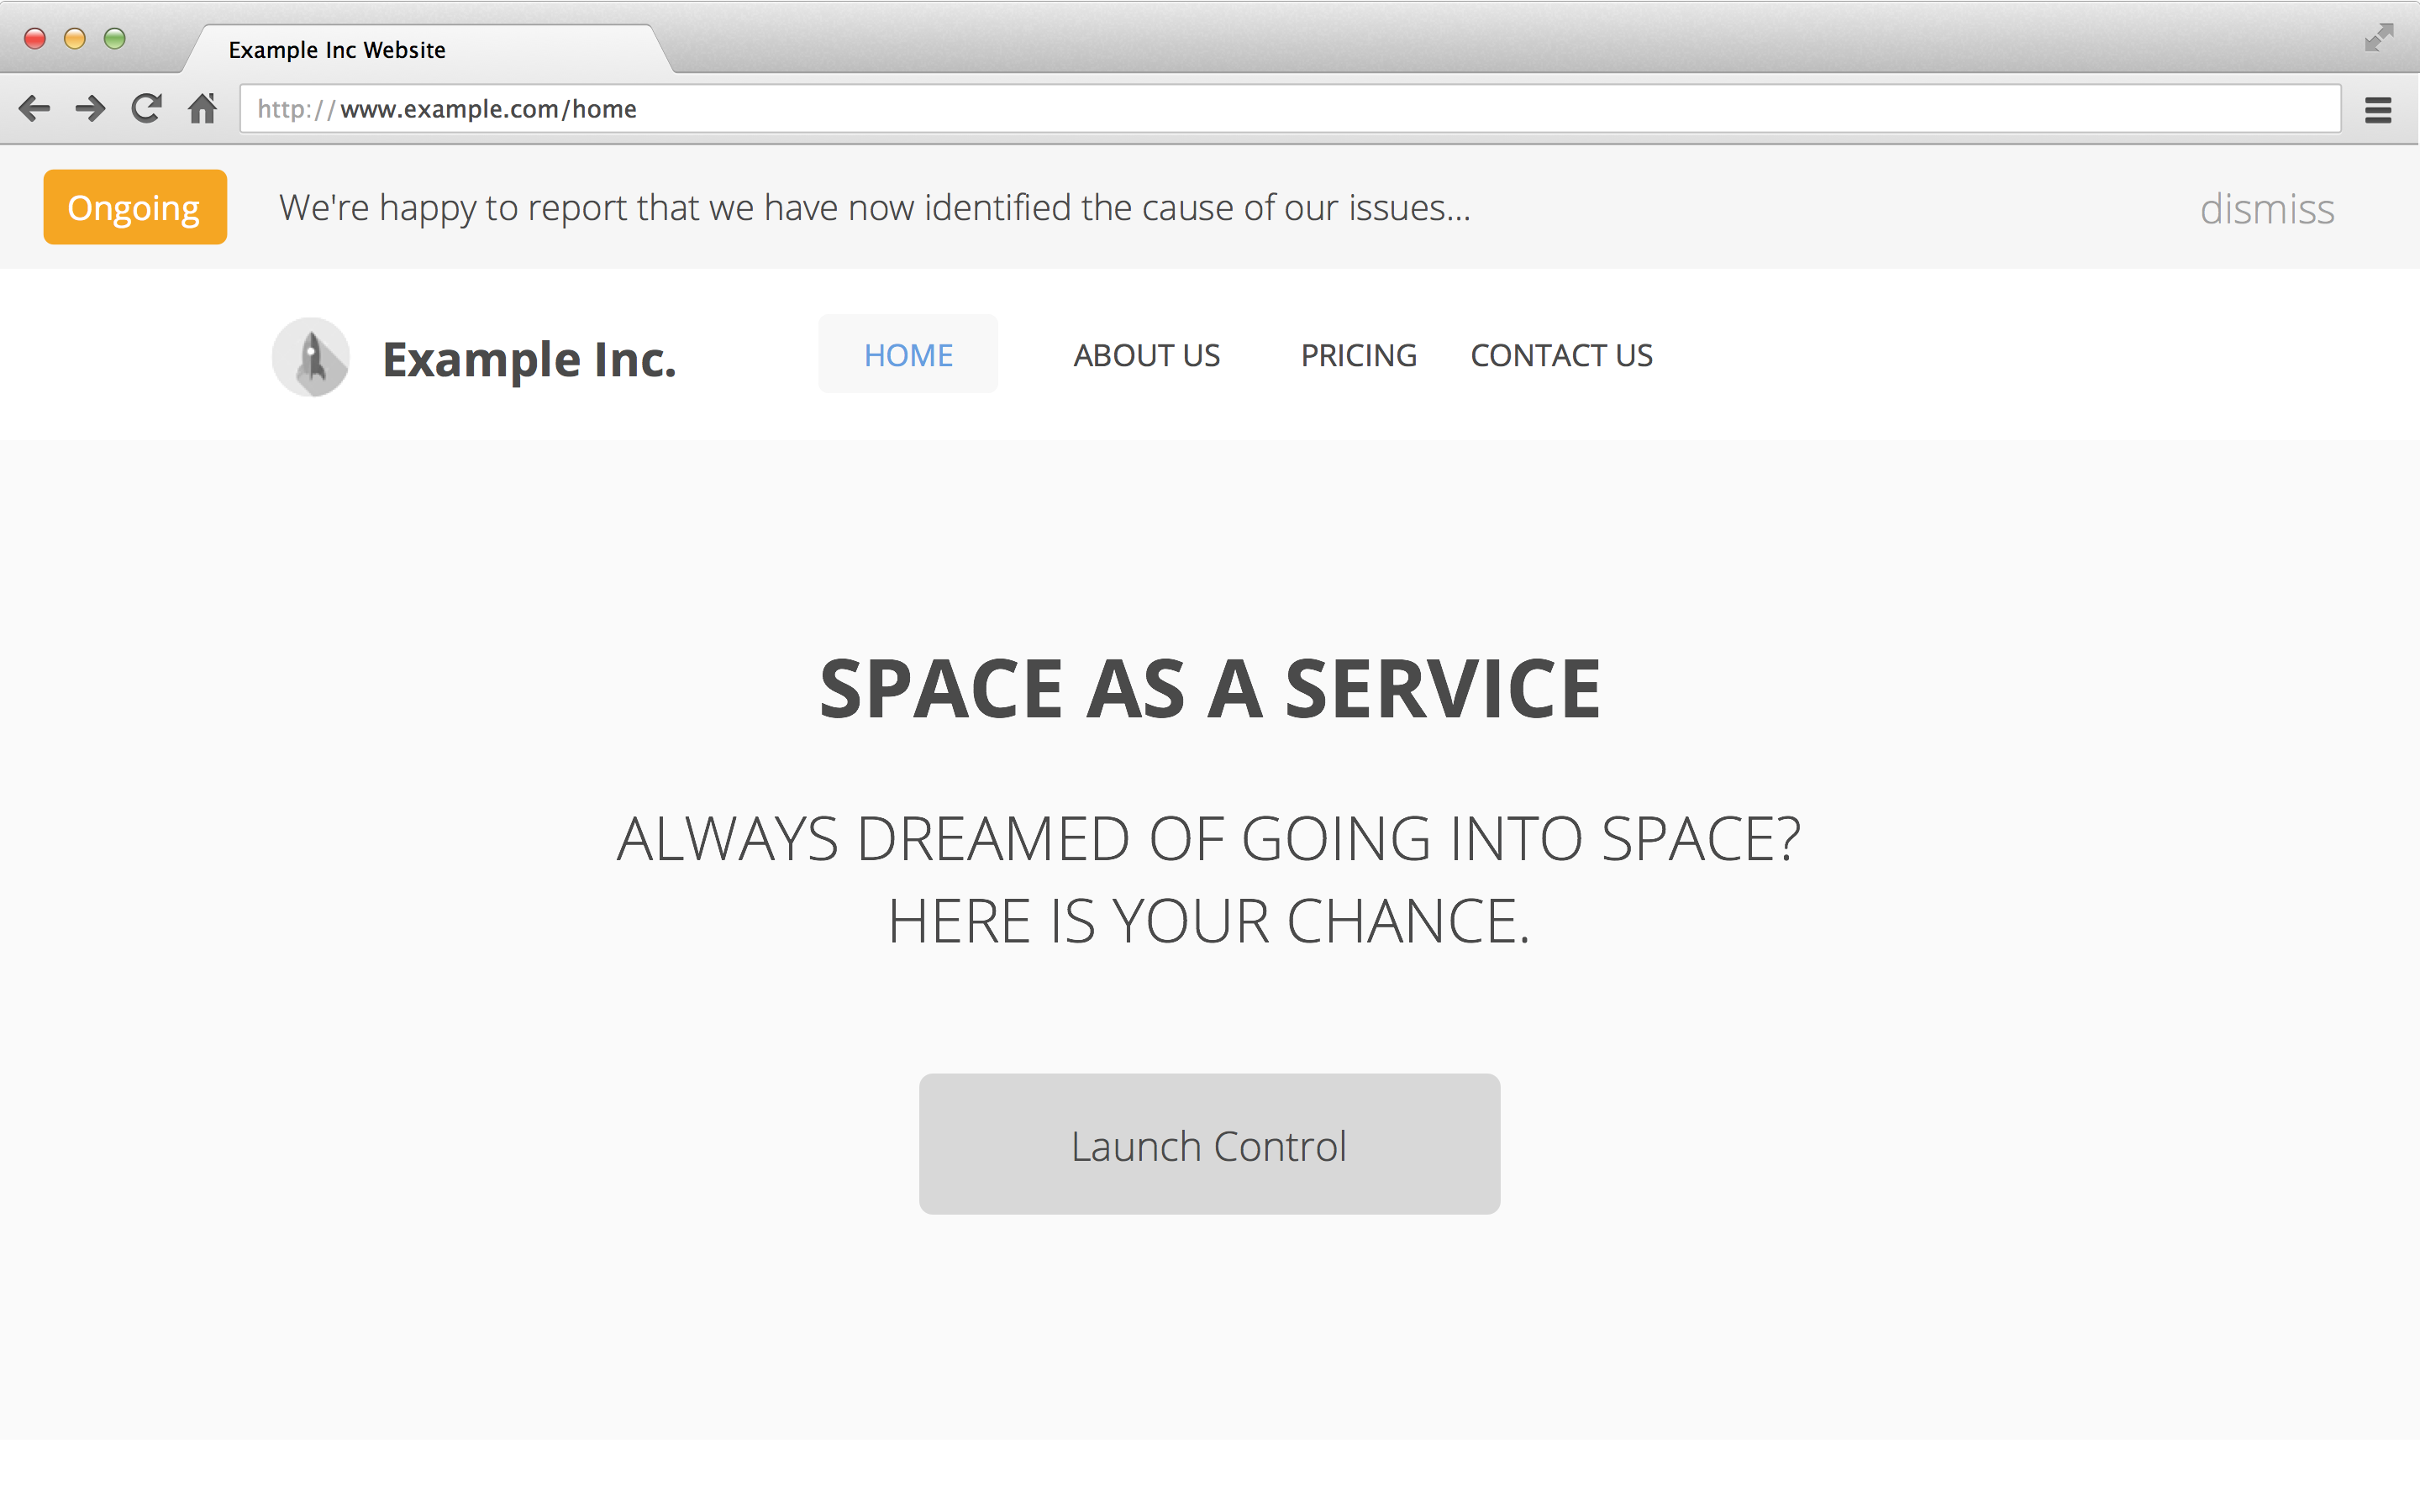 Example Inc Website
http://www.example.com/home
Ongoing We're happy to report that we have now identified the cause of our issues... dismiss
Example Inc. HOME ABOUT US PRICING CONTACT US
SPACE AS A SERVICE
ALWAYS DREAMED OF GOING INTO SPACE?
HERE IS YOUR CHANCE.
Launch Control